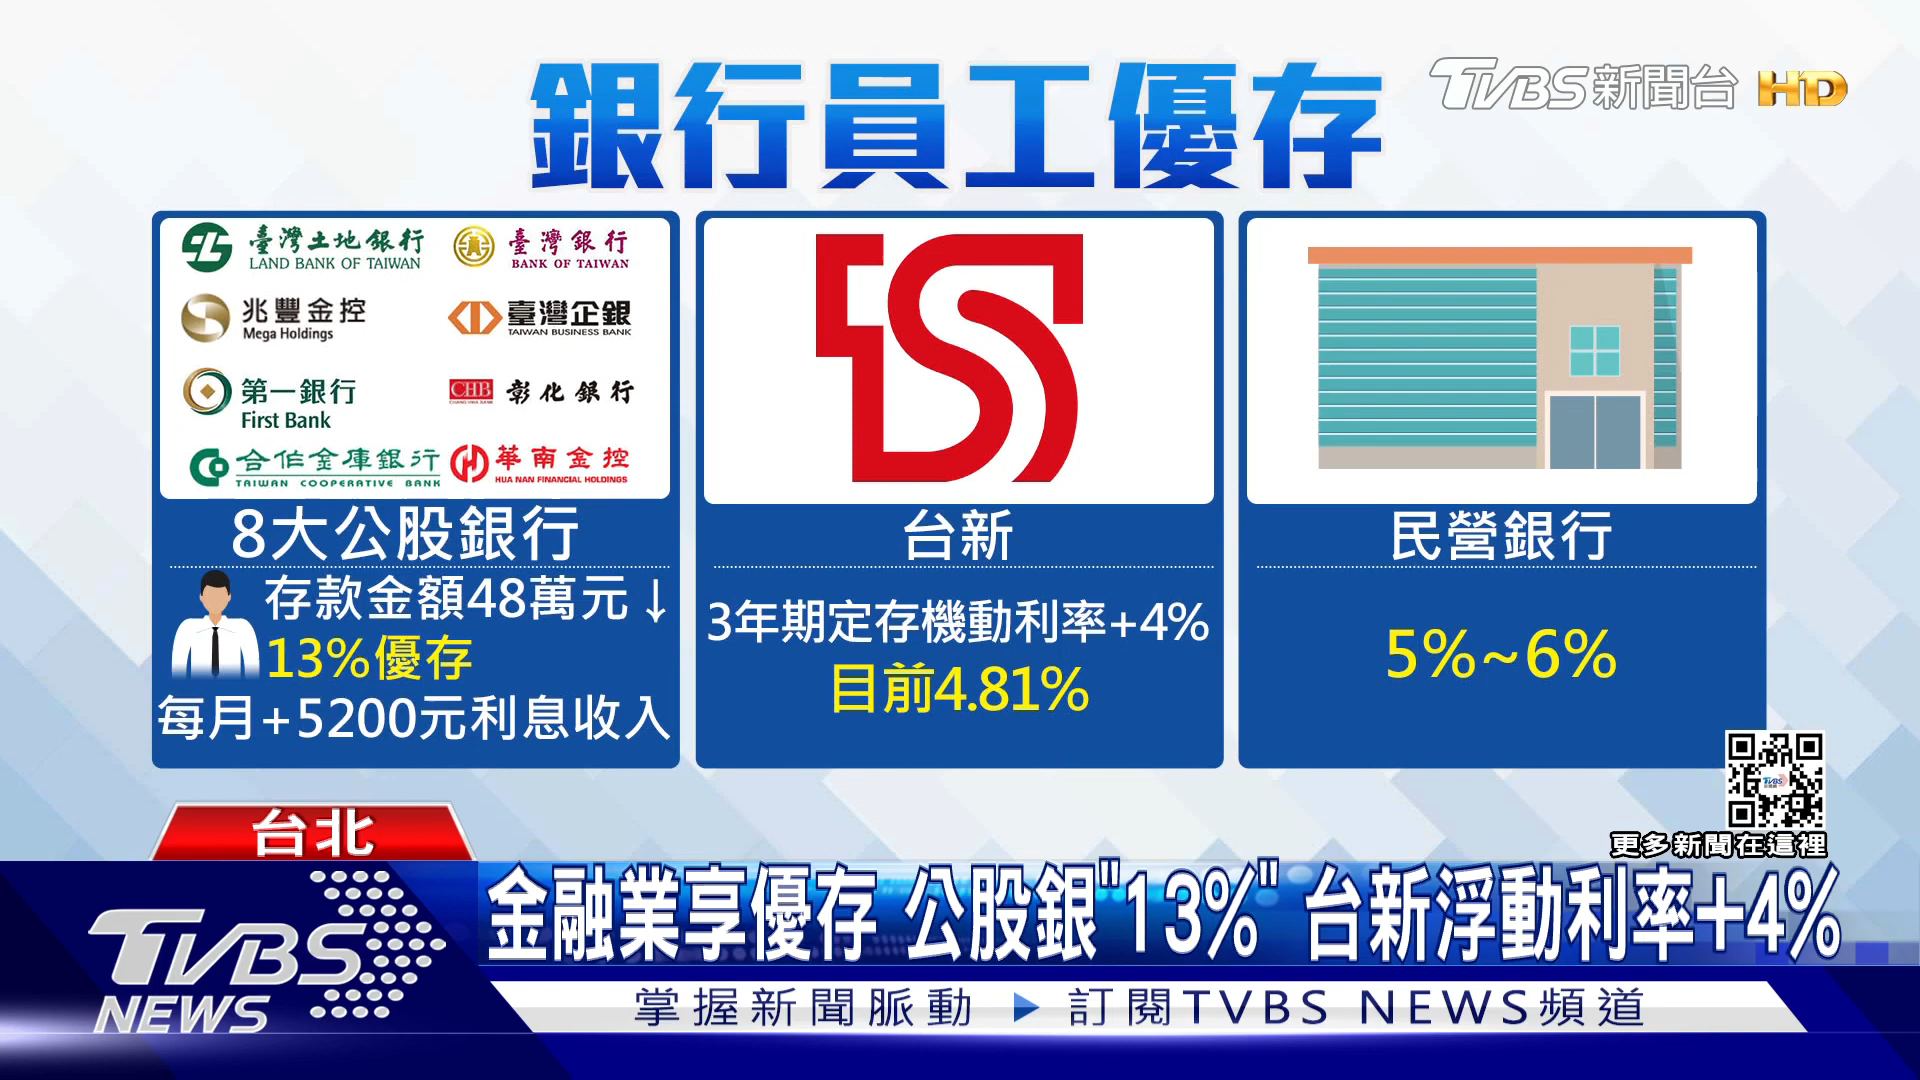 銀行員工優存
TVBS新聞台 HD
臺灣土地銀行
LAND BANK OF TAIWAN
臺灣銀行
BANK OF TAIWAN
兆豐金控
Mega Holdings
臺灣企銀
TAIWAN BUSINESS BANK
第一銀行
First Bank
CHB 彰化銀行
合作金庫銀行
TAIWAN COOPERATIVE BANK
華南金控
HUA NAN FINANCIAL HOLDINGS
8大公股銀行
存款金額48萬元↓
13%優存
每月+5200元利息收入
台新
3年期定存機動利率+4%
目前4.81%
民營銀行
5%~6%
TVBS
更多新聞在這裡
台北
金融業享優存 公股銀"13%" 台新浮動利率+4%
TVBS
NEWS
掌握新聞脈動 ▶ 訂閱TVBS NEWS頻道